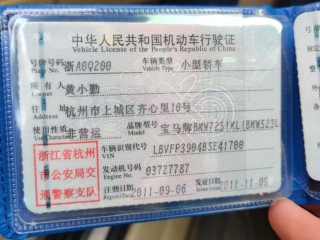 中华人民共和国机动车行驶证
Vehicle License of the People's Republic of China
号牌号码 浙A0Q200 车辆类型 小型轿车
Plate No. Vehicle Type
所有人 黄小勤
Owner
住址 杭州市上城区齐心里10号
Address
使用性质 非营运 品牌型号 宝马牌BMW7251KL(BMW523L
Use Character Model
浙江省杭州 车辆识别代号 LBVFP3904BSE41700
VIN
市公安局交 发动机号码 03727787
Engine No.
通警察支队 注册日期 2011-09-06 发证日期 2011-11-09
Register Date Issue Date